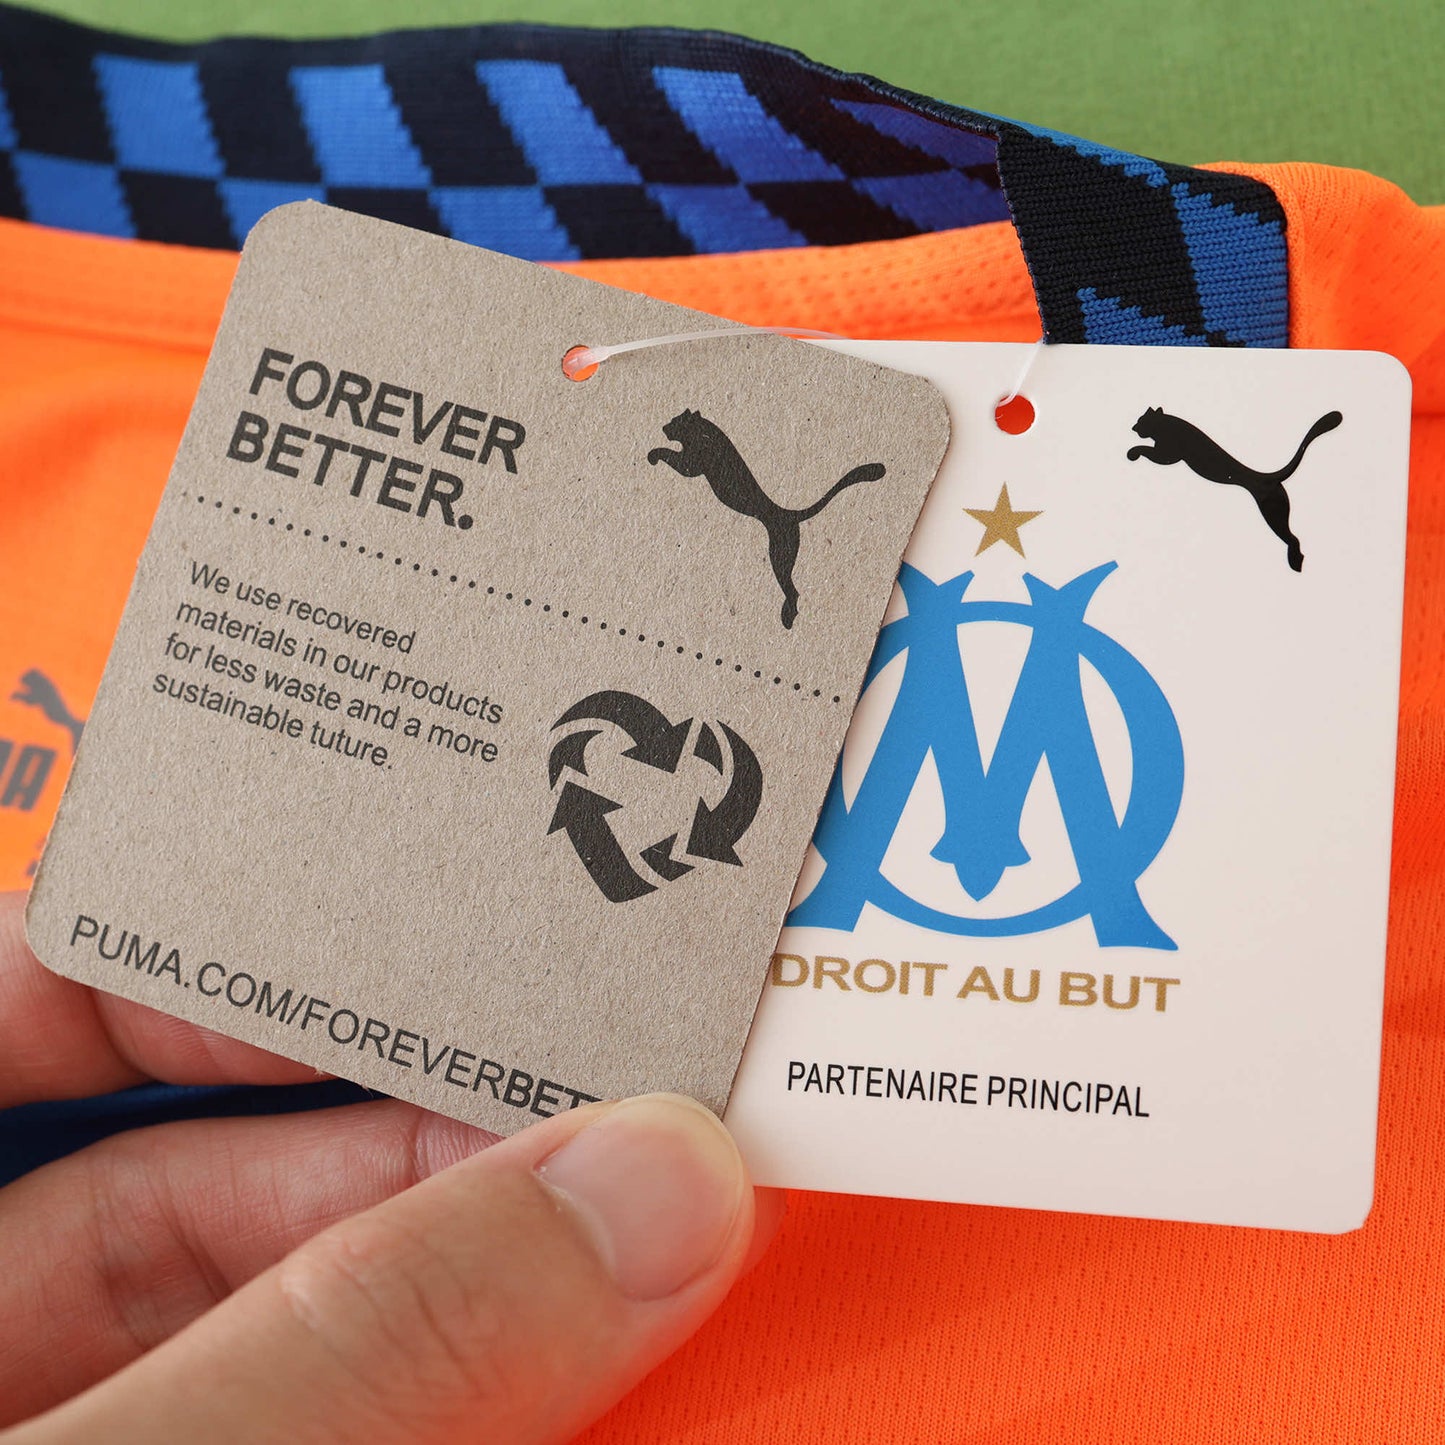 FOREVER
BETTER.
We use recovered
materials in our products
for less waste and a more
sustainable tuture.
PUMA.COM/FOREVERBET
DROIT AU BUT
PARTENAIRE PRINCIPAL